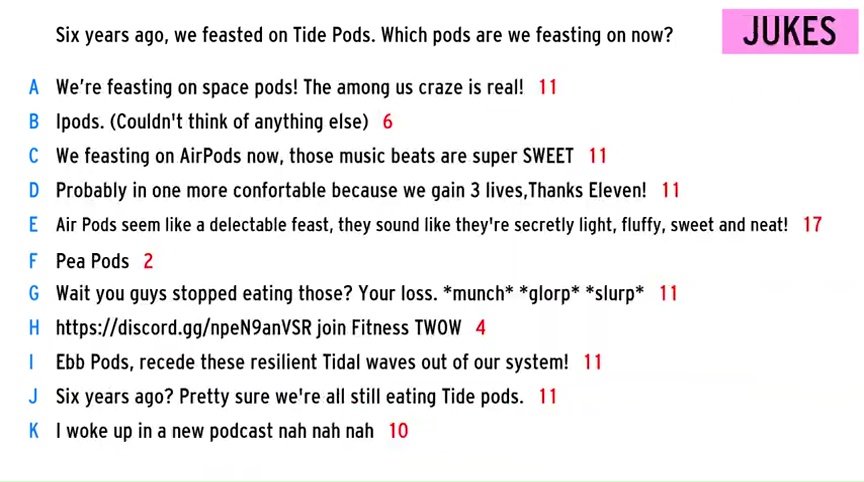 Six years ago, we feasted on Tide Pods. Which pods are we feasting on now?
JUKES
A We're feasting on space pods! The among us craze is real! 11
B Ipods. (Couldn't think of anything else) 6
C We feasting on AirPods now, those music beats are super SWEET 11
D Probably in one more confortable because we gain 3 lives,Thanks Eleven! 11
E Air Pods seem like a delectable feast, they sound like they're secretly light, fluffy, sweet and neat! 17
F Pea Pods 2
G Wait you guys stopped eating those? Your loss. *munch* *glorp* *slurp* 11
H https://discord.gg/npeN9anVSR join Fitness TWOW 4
I Ebb Pods, recede these resilient Tidal waves out of our system! 11
J Six years ago? Pretty sure we're all still eating Tide pods. 11
K I woke up in a new podcast nah nah nah 10